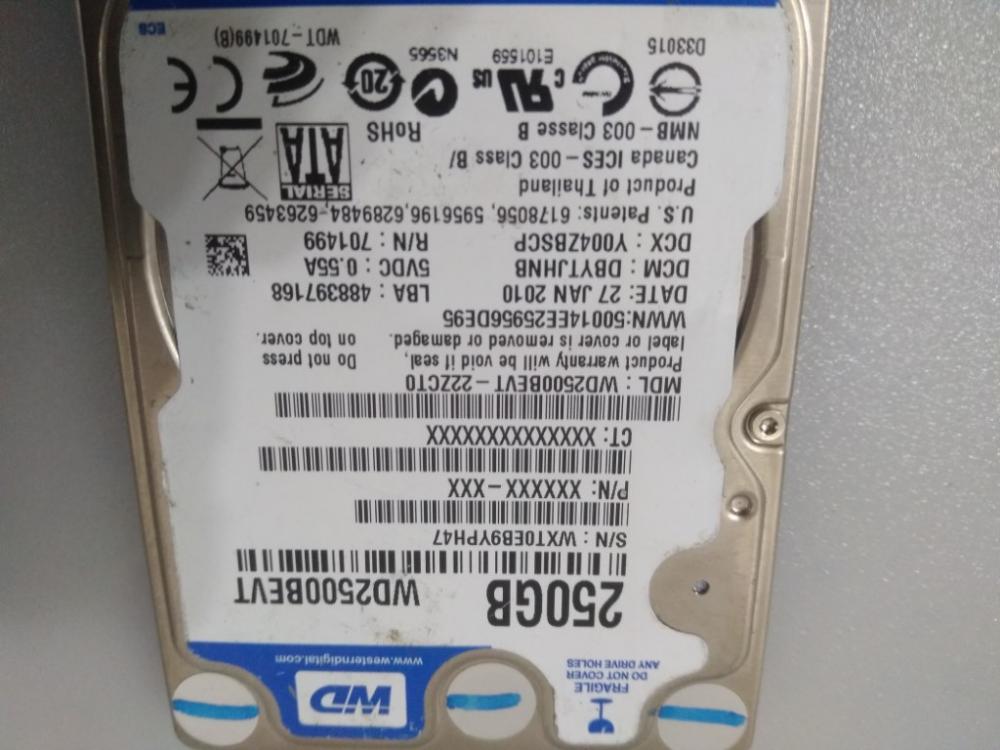 FRAGILE
DO NOT COVER
ANY DRIVE HOLES
WD
www.westerndigital.com
250GB
WD2500BEVT
S/N : WXT0EB9YPH47
P/N: XXXXXX-XXX
CT: XXXXXXXXXXXXXX
MDL : WD2500BEVT-22ZCT0
Product warranty will be void if seal,
label or cover is removed or damaged.
Do not press
on top cover.
WWN:50014EE25956DE95
DATE: 27 JAN 2010
LBA : 488397168
DCM : DBYTJHNB
5VDC : 0.55A
DCX : Y004ZBSCP
R/N : 701499
U.S. Patents: 6178056, 5956196,6289484,6263459
Product of Thailand
Canada ICES-003 Class B/
NMB-003 Classe B
SERIAL
ATA
RoHS
20
C
US
CE
D33015
E101559
N3565
WDT-701499(B)
ECB